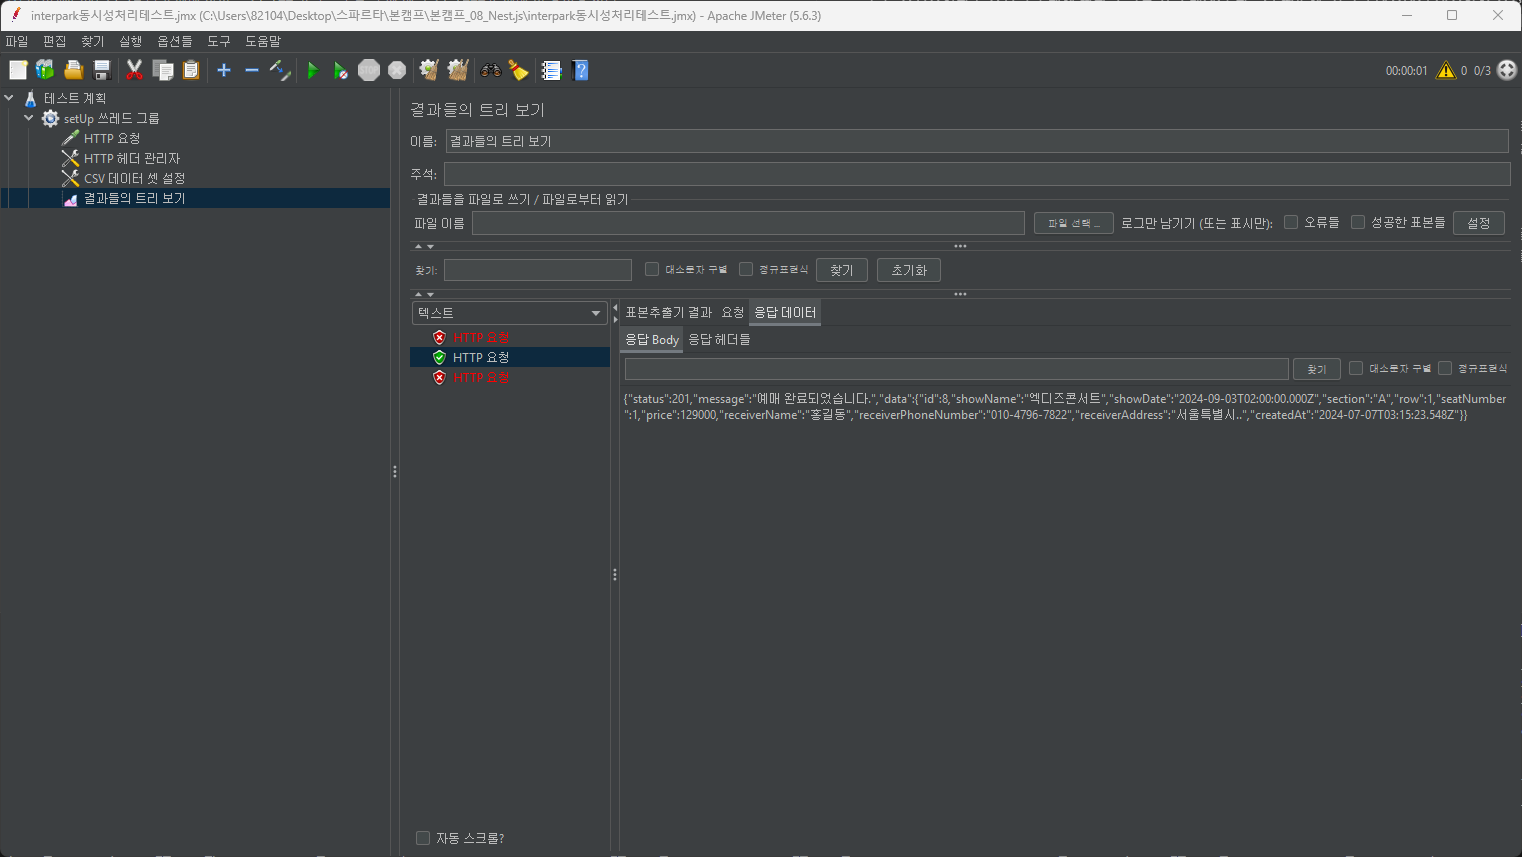 interpark동시성처리테스트.jmx (C:\Users\82104\Desktop\스파르타\본캠프\본캠프_08_Nest.js\interpark동시성처리테스트.jmx) - Apache JMeter (5.6.3)
파일 편집 찾기 실행 옵션들 도구 도움말
STOP
00:00:01 0 0/3
테스트 계획
setUp 쓰레드 그룹
HTTP 요청
HTTP 헤더 관리자
CSV 데이터 셋 설정
결과들의 트리 보기
결과들의 트리 보기
이름: 결과들의 트리 보기
주석:
결과들을 파일로 쓰기 / 파일로부터 읽기
파일 이름 파일 선택 ... 로그만 남기기 (또는 표시만): 오류들 성공한 표본들 설정
찾기: 대소문자 구별 정규표현식 찾기 초기화
텍스트
HTTP 요청
HTTP 요청
HTTP 요청
자동 스크롤?
표본추출기 결과 요청 응답 데이터
응답 Body 응답 헤더들
찾기 대소문자 구별 정규표현식
{"status":201,"message":"예매 완료되었습니다.","data":{"id":8,"showName":"엑디즈콘서트","showDate":"2024-09-03T02:00:00.000Z","section":"A","row":1,"seatNumber
":1,"price":129000,"receiverName":"홍길동","receiverPhoneNumber":"010-4796-7822","receiverAddress":"서울특별시..","createdAt":"2024-07-07T03:15:23.548Z"}}